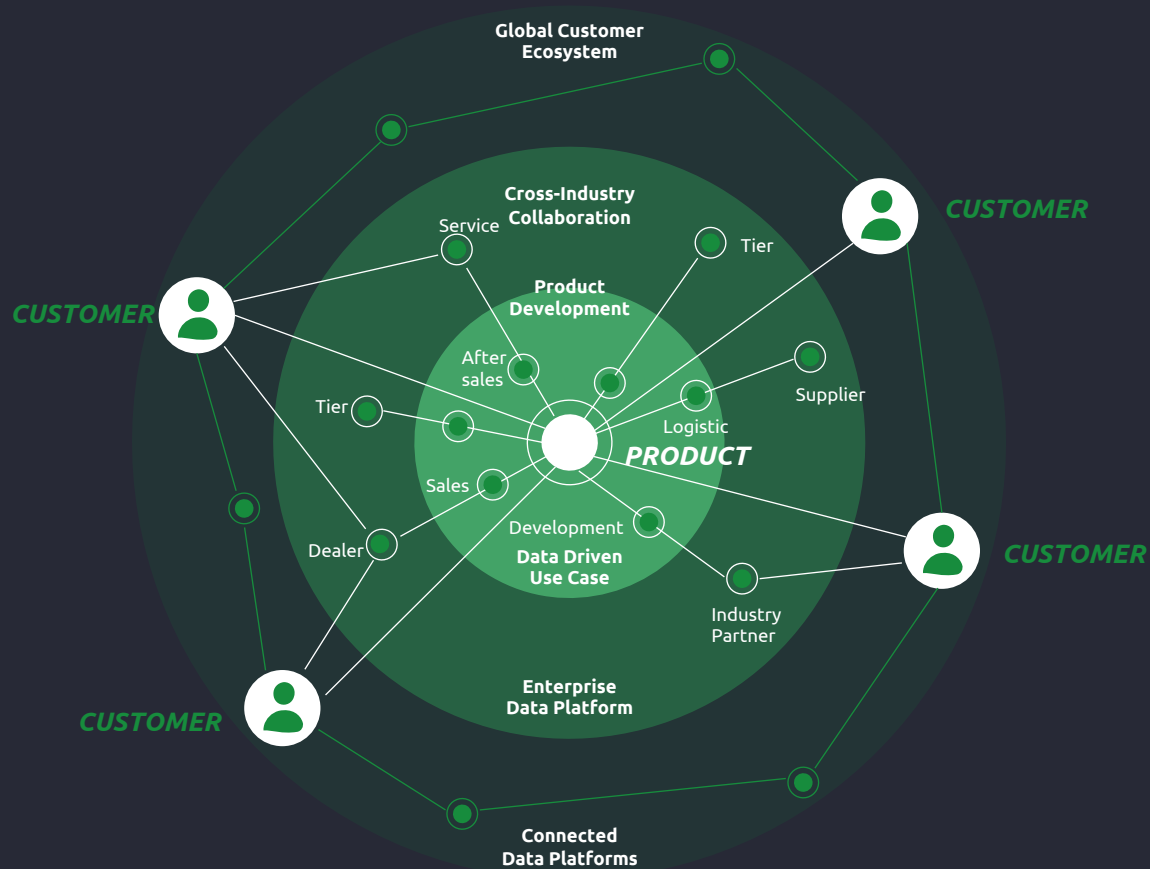 Global Customer
Ecosystem
Cross-Industry
Collaboration
CUSTOMER
Service
Tier
Product
Development
CUSTOMER
After
sales
Supplier
Tier
Logistic
PRODUCT
Sales
Development
Dealer
Data Driven
Use Case
CUSTOMER
Industry
Partner
Enterprise
Data Platform
CUSTOMER
Connected
Data Platforms